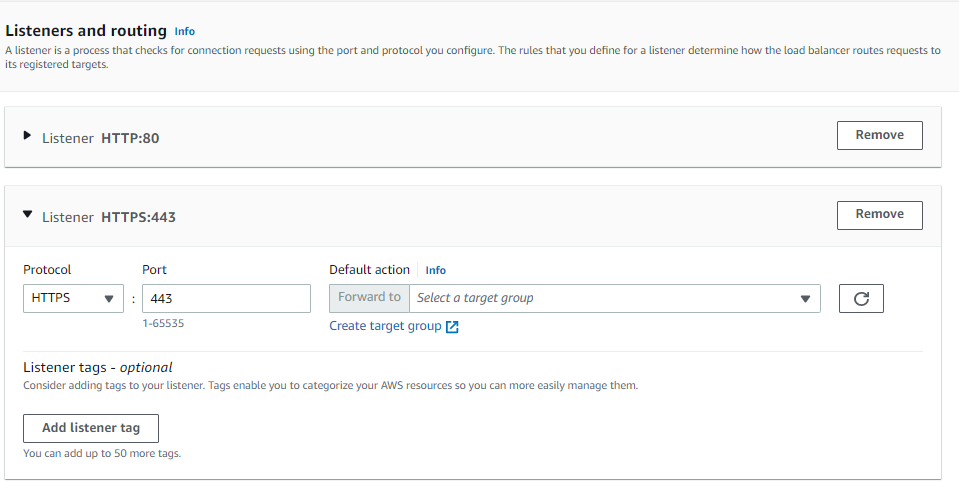 Listeners and routing Info
A listener is a process that checks for connection requests using the port and protocol you configure. The rules that you define for a listener determine how the load balancer routes requests to
its registered targets.
Listener HTTP:80
Remove
Listener HTTPS:443
Remove
Protocol
Port
Default action Info
HTTPS
:
443
Forward to
Select a target group
1-65535
Create target group
Listener tags - optional
Consider adding tags to your listener. Tags enable you to categorize your AWS resources so you can more easily manage them.
Add listener tag
You can add up to 50 more tags.